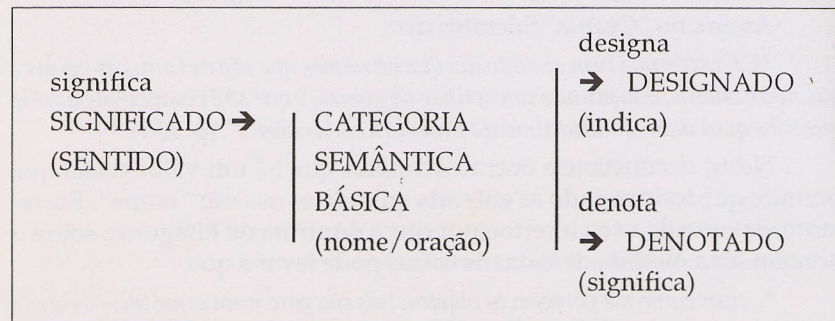 designa
significa
➔ DESIGNADO
SIGNIFICADO ➔
CATEGORIA
(indica)
(SENTIDO)
SEMÂNTICA
BÁSICA
denota
(nome/oração)
➔ DENOTADO
(significa)